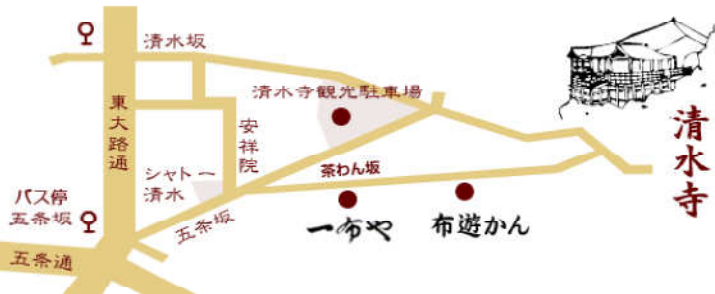 清水坂
清水寺観光駐車場
東大路通
安祥院
清水寺
シャトー
清水
茶わん坂
バス停
五条坂
五条坂
一布や
布遊かん
五条通